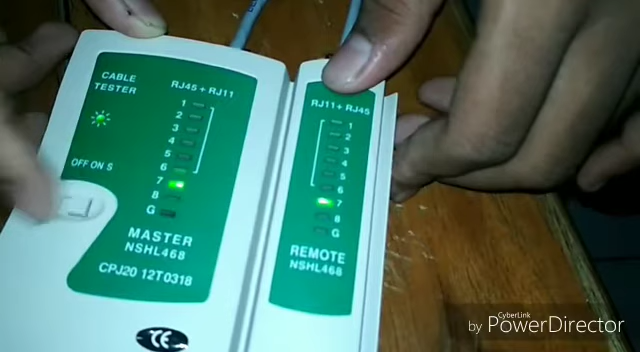 CABLE
TESTER
RJ45 + RJ11
1
2
3
4
5
6
7
8
G
OFF ON S
MASTER
NSHL468
CPJ20 12T0318
CE
RJ11+ RJ45
1
2
3
4
5
6
7
8
G
REMOTE
NSHL468
CyberLink
by PowerDirector